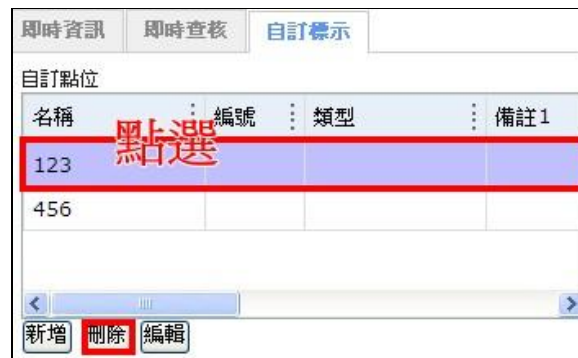 即時資訊 即時查核 自訂標示
自訂點位
名稱 編號 類型 備註1
點選
123
456
新增 刪除 編輯